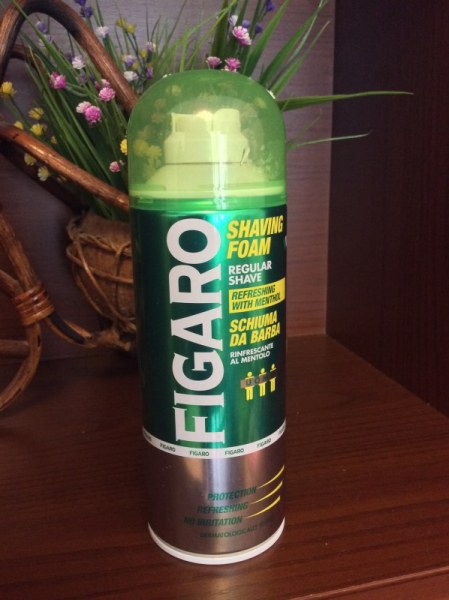 FIGARO
SHAVING
FOAM
REGULAR
SHAVE
REFRESHING
WITH MENTHOL
SCHIUMA
DA BARBA
RINFRESCANTE
AL MENTOLO
FIGARO FIGARO FIGARO FIGARO
PROTECTION
REFRESHING
NO IRRITATION
DERMATOLOGICALLY